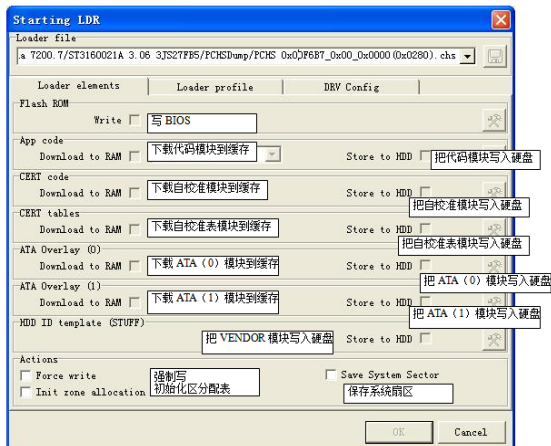 Starting LDR
Loader file
a 7200.7/ST3160021A 3.06 3JS27FB5/PCHSDump/PCHS 0x0)F6B7_0x00_0x0000(0x0280).chs
Loader elements
Loader profile
DRV Config
Flash ROM
Write 写 BIOS
App code
Download to RAM 下载代码模块到缓存
Store to HDD 把代码模块写入硬盘
CERT code
Download to RAM 下载自校准模块到缓存
把自校准模块写入硬盘
CERT tables
Download to RAM 下载自校准表模块到缓存
Store to HDD
把自校准表模块写入硬盘
ATA Overlay (0)
Download to RAM 下载 ATA（0）模块到缓存
Store to HDD
把 ATA（0）模块写入硬盘
ATA Overlay (1)
Download to RAM 下载 ATA（1）模块到缓存
Store to HDD
把 ATA（1）模块写入硬盘
HDD ID template (STUFF)
把 VENDOR 模块写入硬盘 Store to HDD
Actions
Force write 强制写
Init zone allocation 初始化区分配表
Save System Sector
保存系统扇区
OK
Cancel